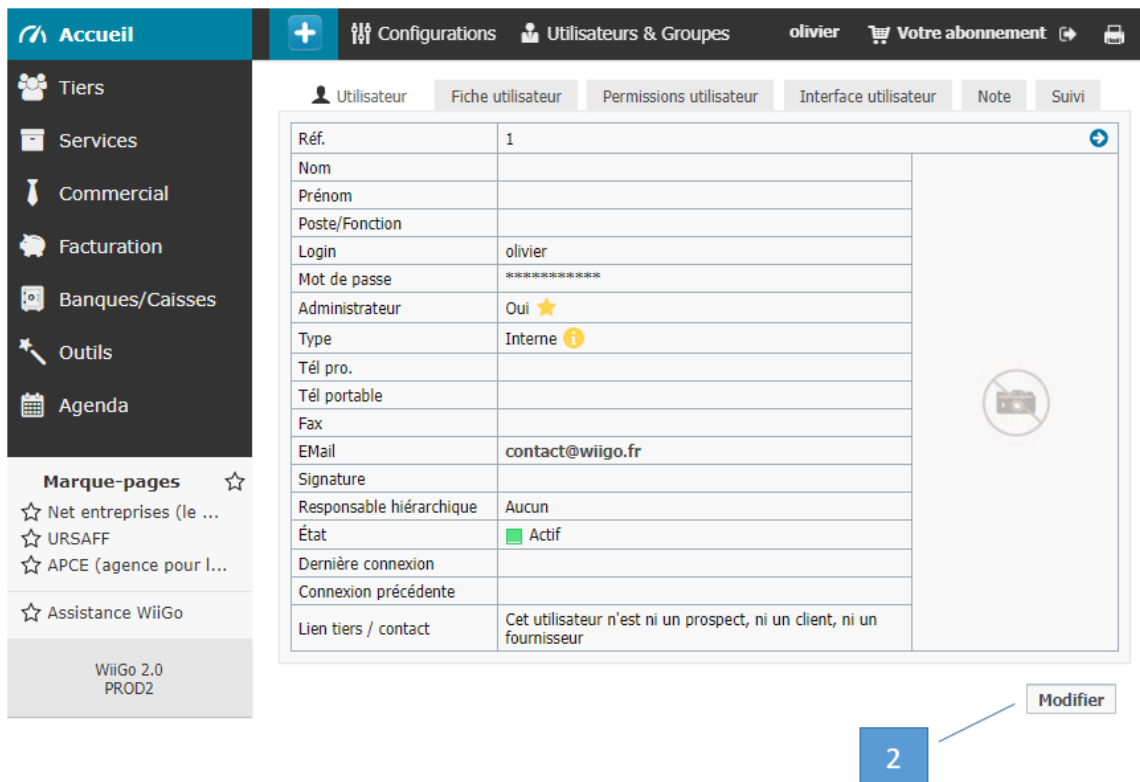 Accueil
Configurations Utilisateurs & Groupes olivier Votre abonnement
Tiers
Services
Commercial
Facturation
Banques/Caisses
Outils
Agenda
Marque-pages
Net entreprises (le ...
URSAFF
APCE (agence pour l...
Assistance WiiGo
WiiGo 2.0
PROD2
Utilisateur Fiche utilisateur Permissions utilisateur Interface utilisateur Note Suivi
Réf. 1
Nom
Prénom
Poste/Fonction
Login olivier
Mot de passe ***********
Administrateur Oui
Type Interne
Tél pro.
Tél portable
Fax
EMail contact@wiigo.fr
Signature
Responsable hiérarchique Aucun
État Actif
Dernière connexion
Connexion précédente
Lien tiers / contact Cet utilisateur n'est ni un prospect, ni un client, ni un
fournisseur
Modifier
2